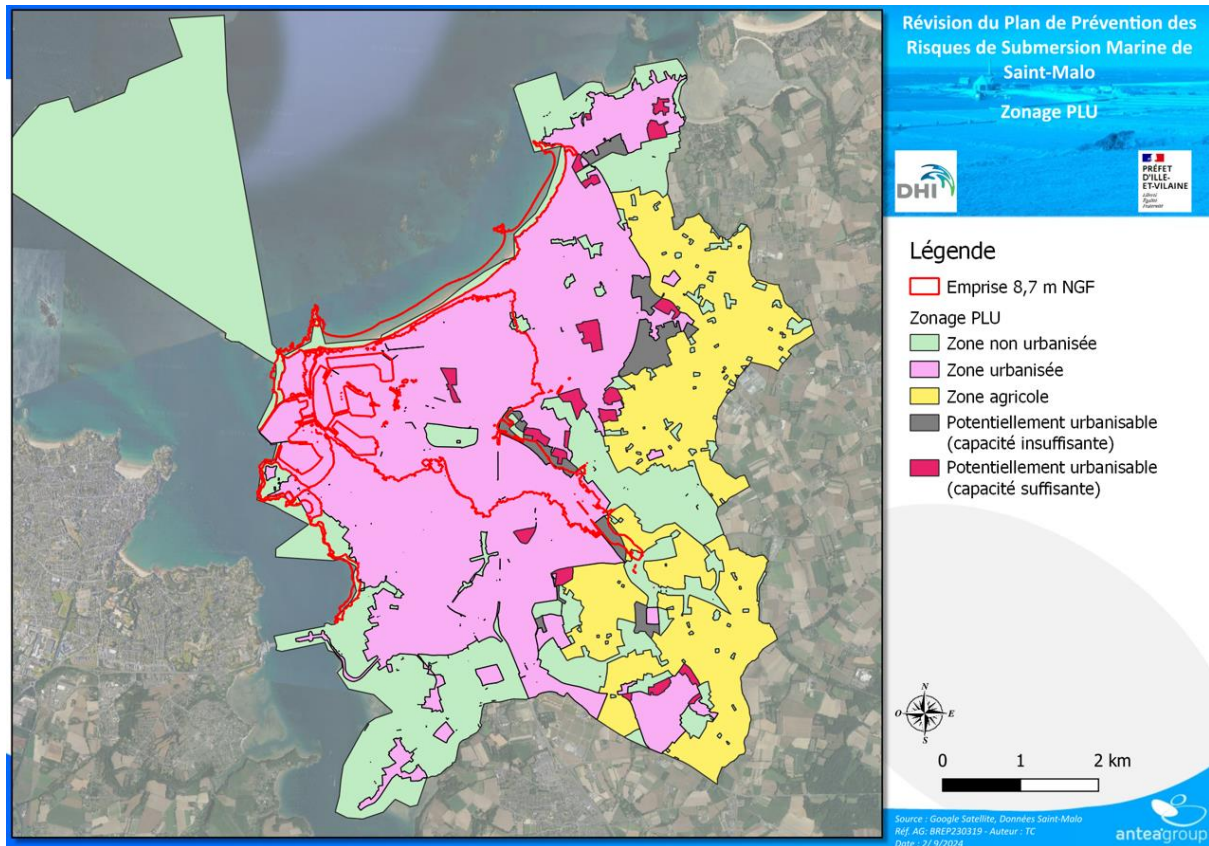 Révision du Plan de Prévention des
Risques de Submersion Marine de
Saint-Malo
Zonage PLU
DHI
PRÉFET
D'ILLE-
ET-VILAINE
Liberté
Égalité
Fraternité
Légende
Emprise 8,7 m NGF
Zonage PLU
Zone non urbanisée
Zone urbanisée
Zone agricole
Potentiellement urbanisable
(capacité insuffisante)
Potentiellement urbanisable
(capacité suffisante)
N
O
E
S
0 1 2 km
Source : Google Satellite, Données Saint-Malo
Réf. AG: BREP230319 - Auteur : TC
Date : 2/ 9/2024
anteagroup